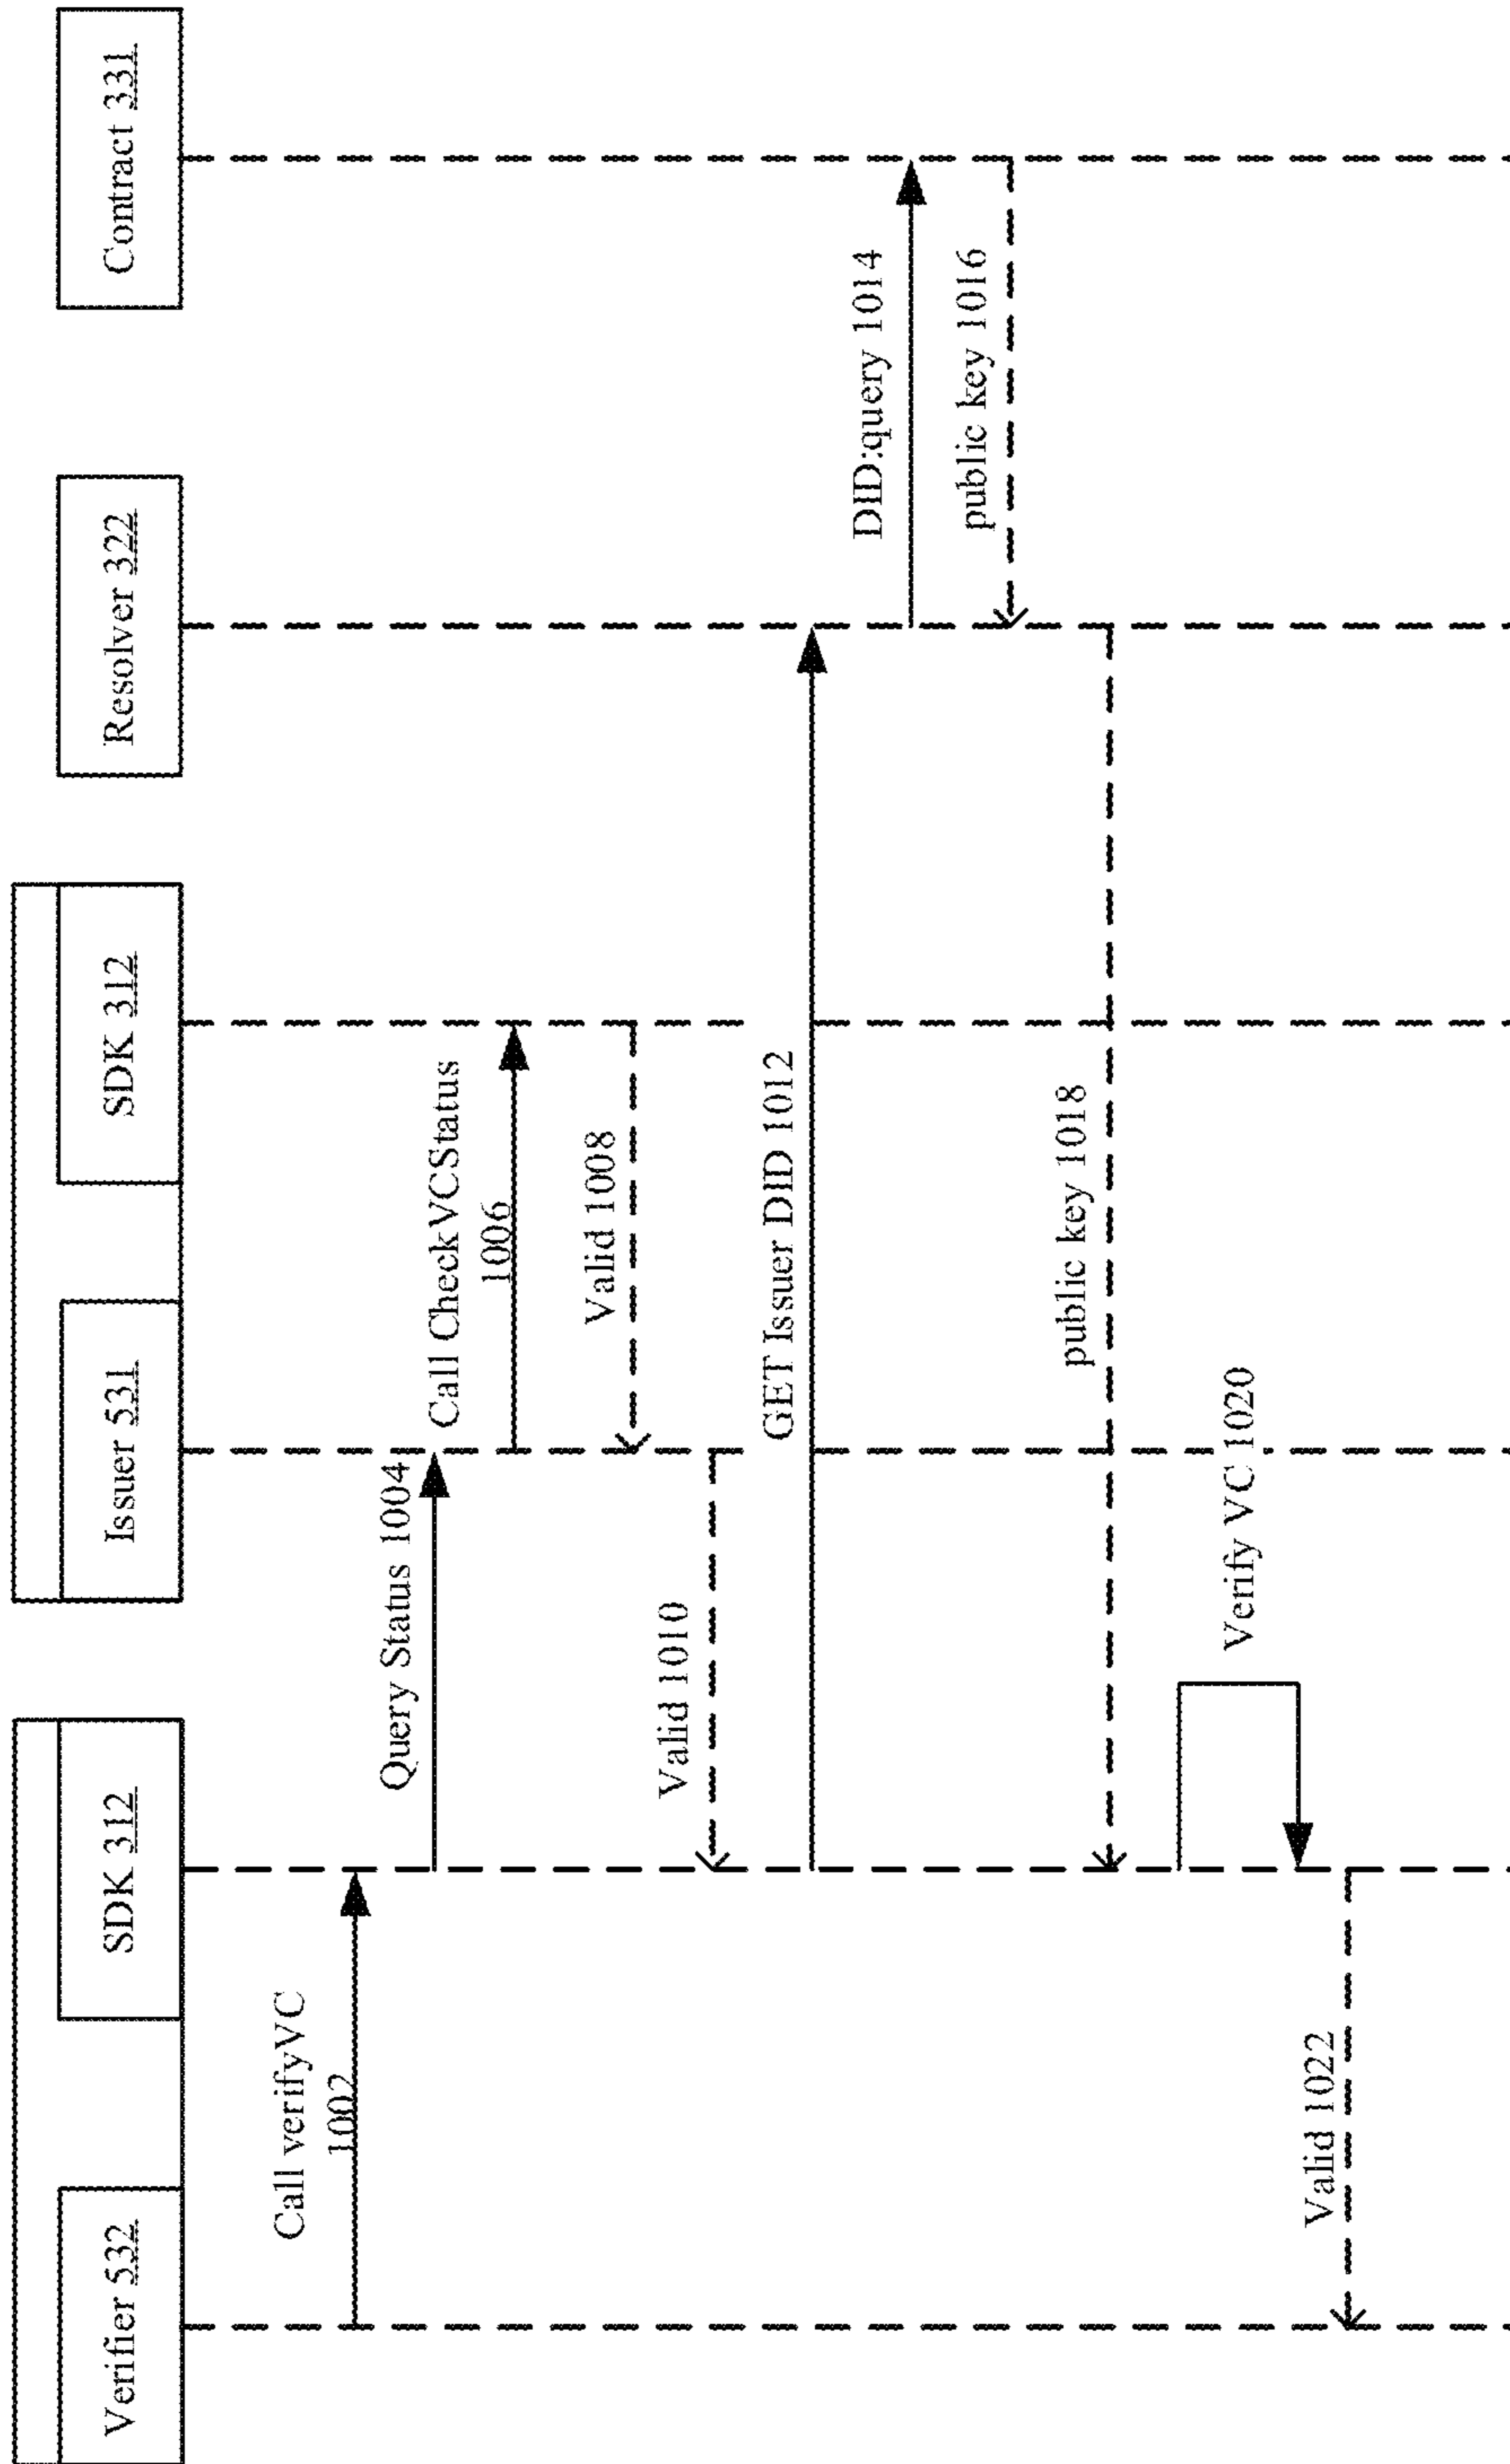 Verifier 532
SDK 312
Issuer 531
SDK 312
Resolver 322
Contract 331
Call verifyVC
1002
Query Status 1004
Call CheckVCStatus
1006
Valid 1008
Valid 1010
GET Issuer DID 1012
DID:query 1014
public key 1016
public key 1018
Verify VC 1020
Valid 1022